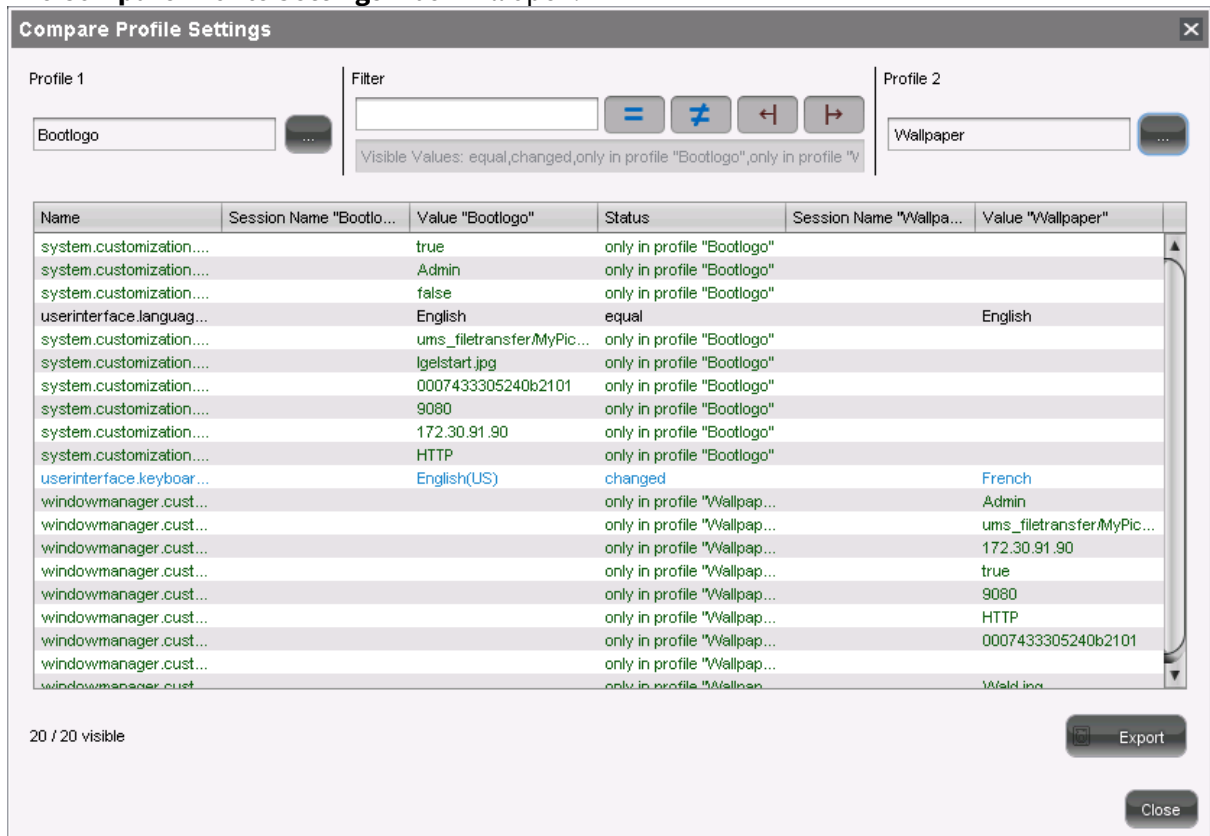 Compare Profile Settings
Profile 1
Filter
Profile 2
Bootlogo
...
=
≠
Wallpaper
...
Visible Values: equal,changed,only in profile "Bootlogo",only in profile "W
Name Session Name "Bootlo... Value "Bootlogo" Status Session Name "Wallpa... Value "Wallpaper"
system.customization.... true only in profile "Bootlogo"
system.customization.... Admin only in profile "Bootlogo"
system.customization.... false only in profile "Bootlogo"
userinterface.languag... English equal English
system.customization.... ums_filetransfer/MyPic... only in profile "Bootlogo"
system.customization.... lgelstart.jpg only in profile "Bootlogo"
system.customization.... 0007433305240b2101 only in profile "Bootlogo"
system.customization.... 9080 only in profile "Bootlogo"
system.customization.... 172.30.91.90 only in profile "Bootlogo"
system.customization.... HTTP only in profile "Bootlogo"
userinterface.keyboar... English(US) changed French
windowmanager.cust... only in profile "Wallpap... Admin
windowmanager.cust... only in profile "Wallpap... ums_filetransfer/MyPic...
windowmanager.cust... only in profile "Wallpap... 172.30.91.90
windowmanager.cust... only in profile "Wallpap... true
windowmanager.cust... only in profile "Wallpap... 9080
windowmanager.cust... only in profile "Wallpap... HTTP
windowmanager.cust... only in profile "Wallpap... 0007433305240b2101
windowmanager.cust... only in profile "Wallpap...
windowmanager.cust only in profile "Wallpap Wald.jpg
20 / 20 visible
Export
Close